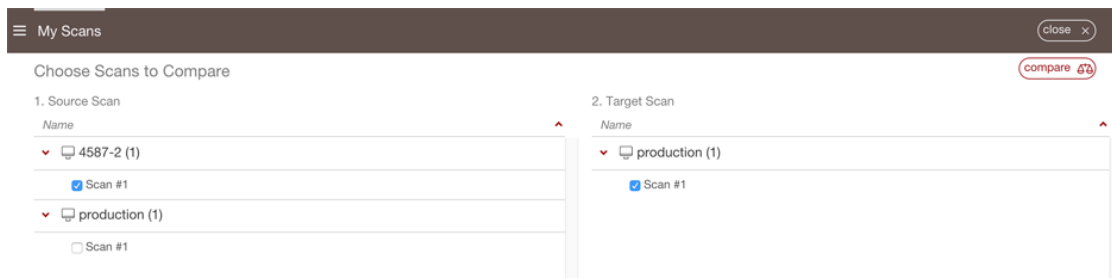 My Scans
close x
Choose Scans to Compare
compare
1. Source Scan
2. Target Scan
Name
Name
4587-2 (1)
production (1)
Scan #1
Scan #1
production (1)
Scan #1